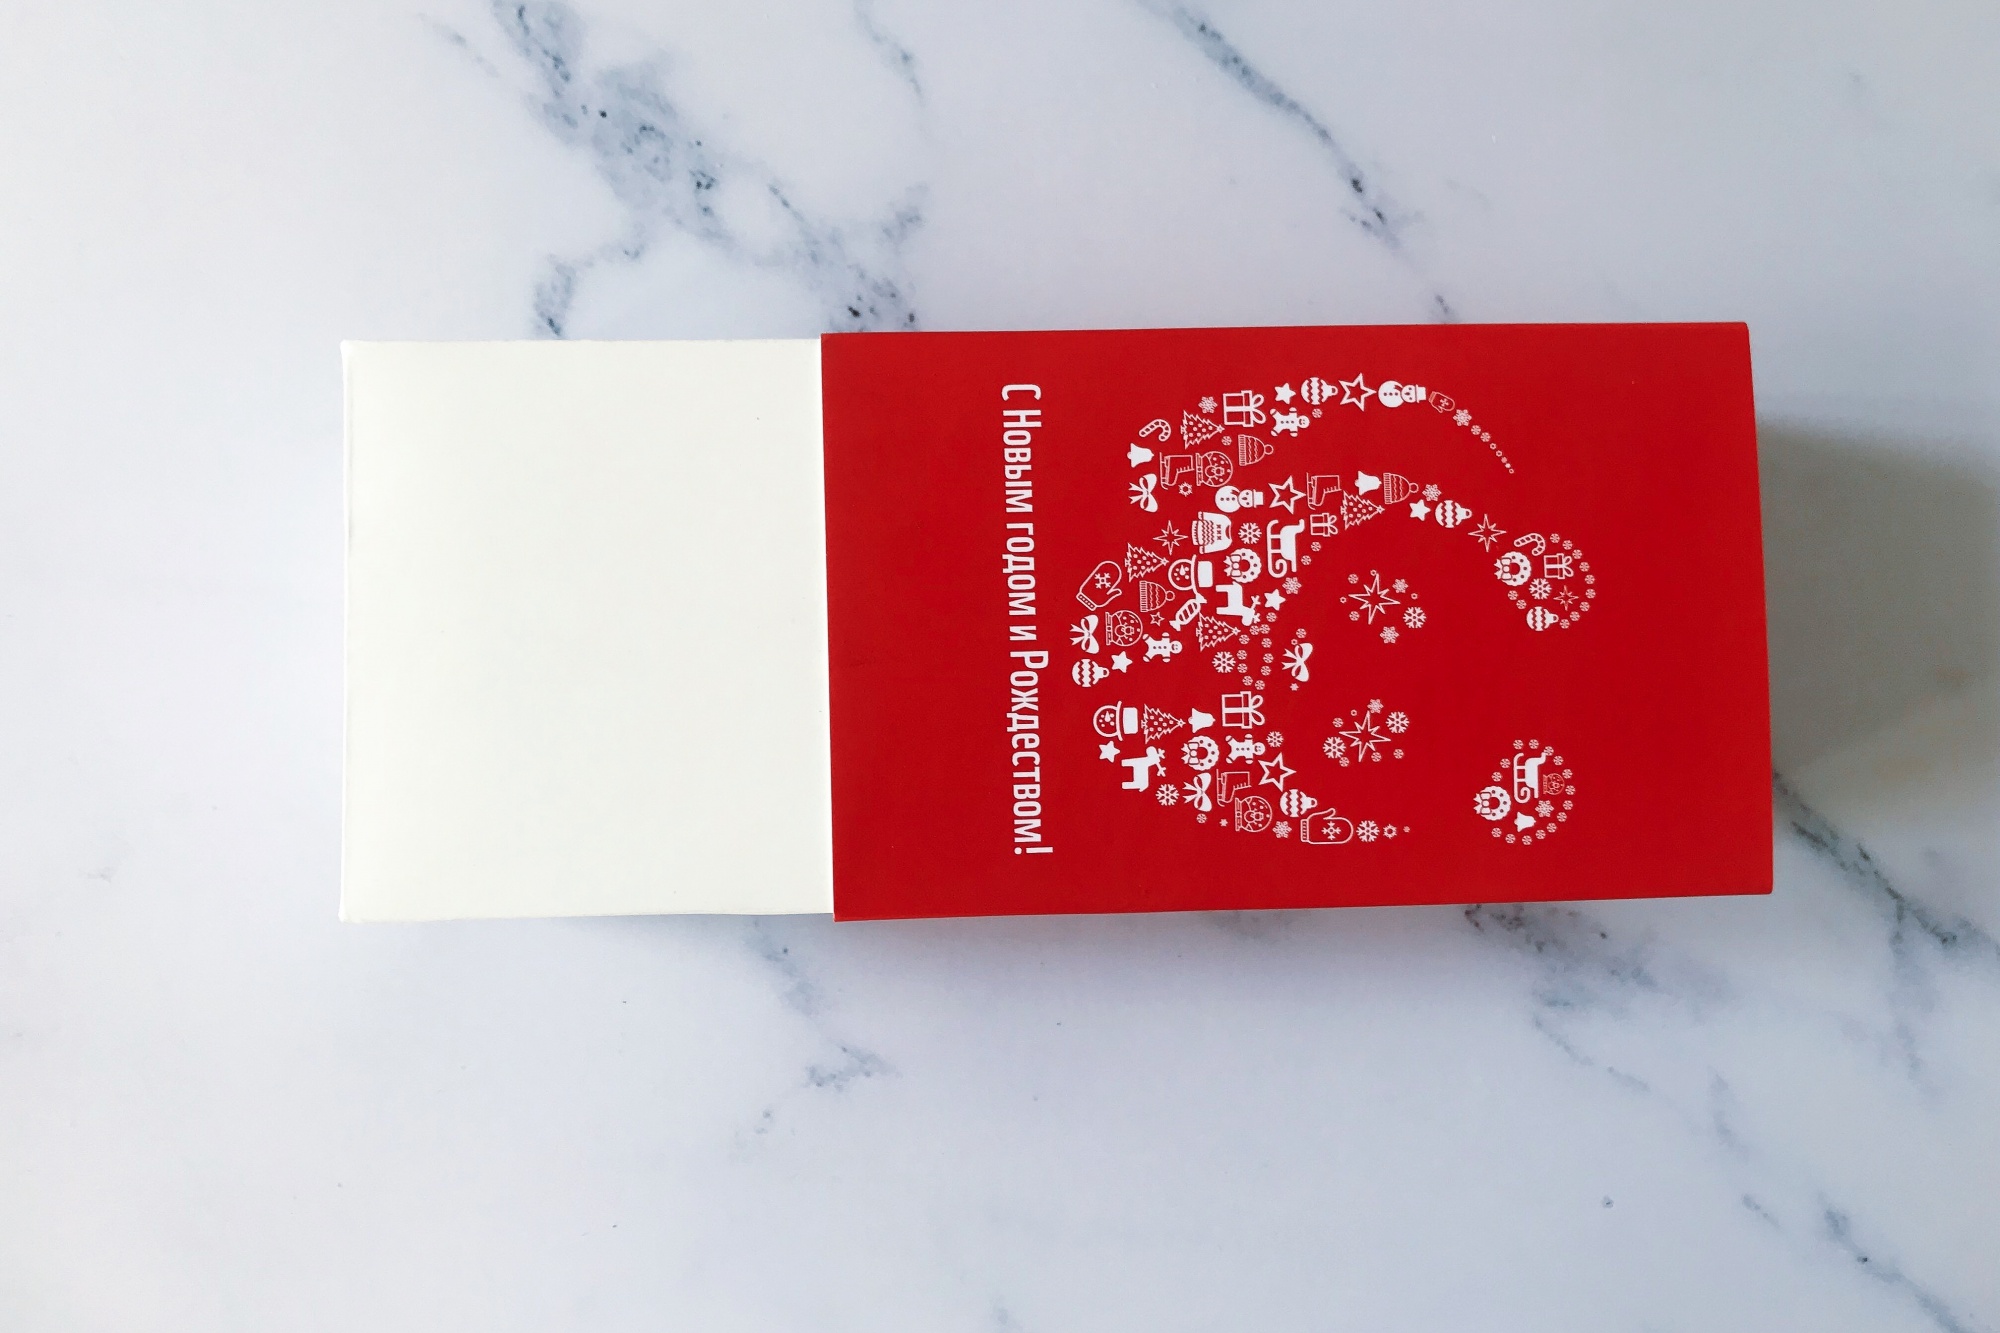 С Новым годом и Рождеством!